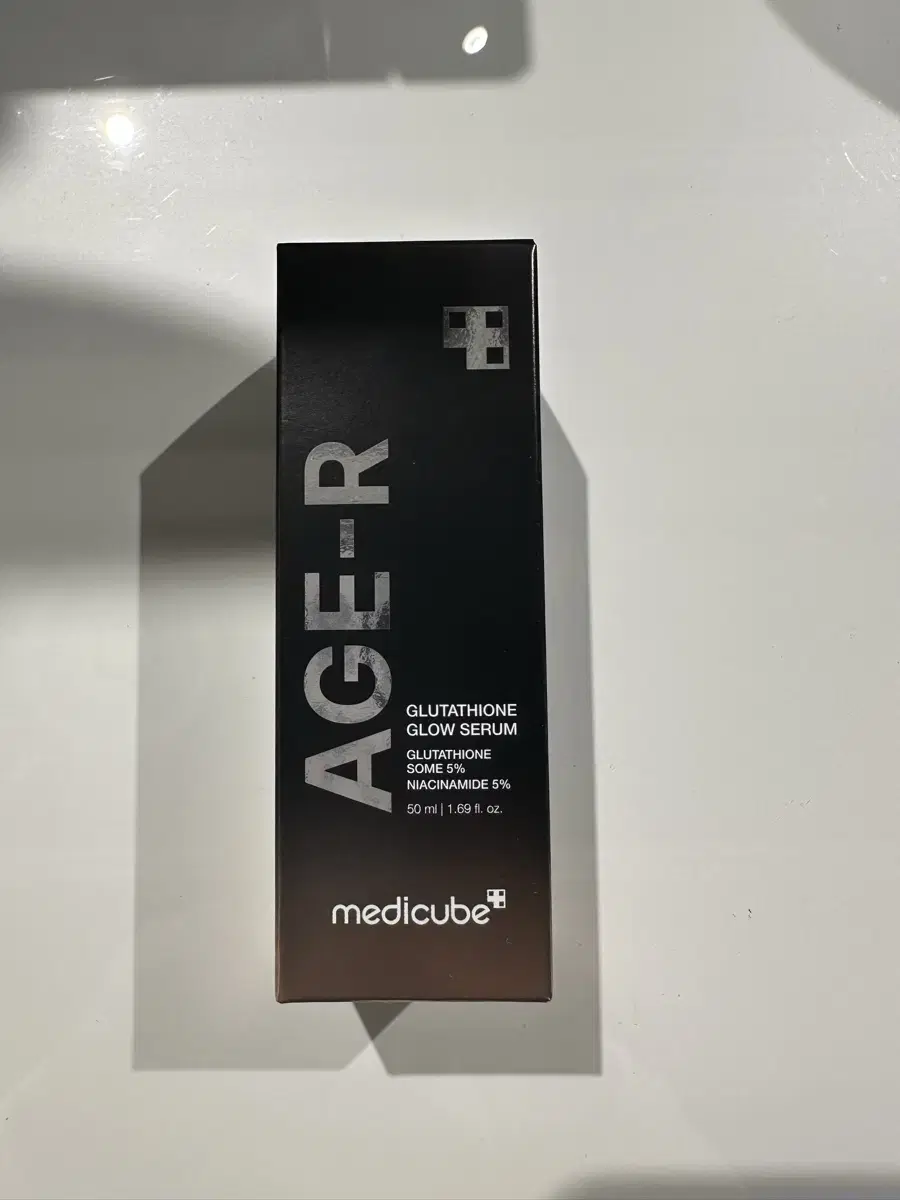 AGE-R
GLUTATHIONE
GLOW SERUM
GLUTATHIONE
SOME 5%
NIACINAMIDE 5%
50 ml | 1.69 fl. oz.
medicube